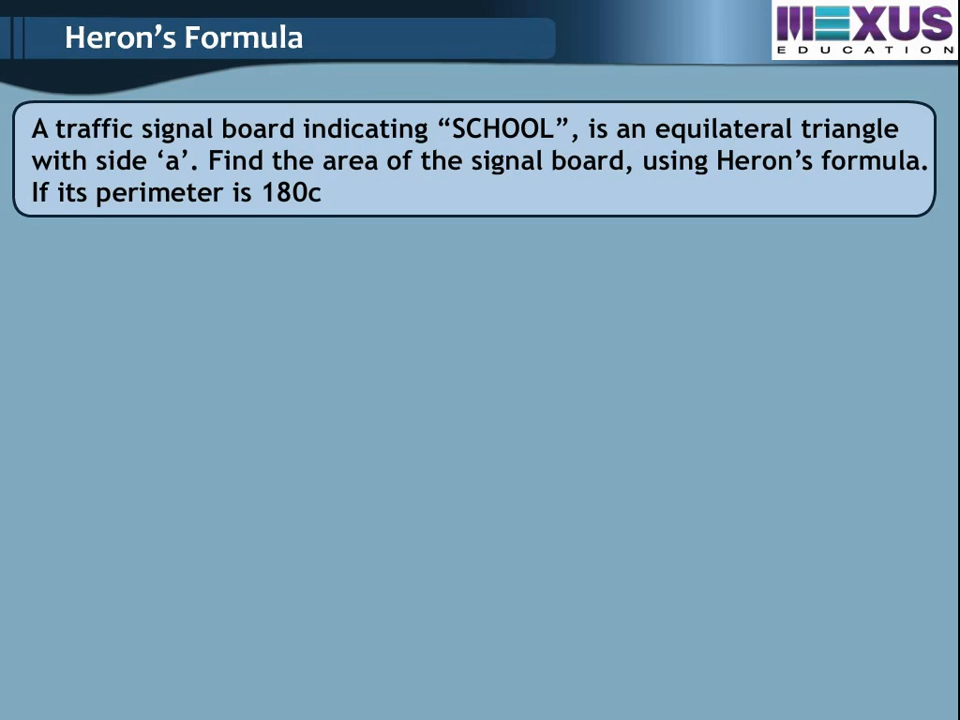 Heron’s Formula
MEXUS
EDUCATION
A traffic signal board indicating “SCHOOL”, is an equilateral triangle
with side ‘a’. Find the area of the signal board, using Heron’s formula.
If its perimeter is 180c